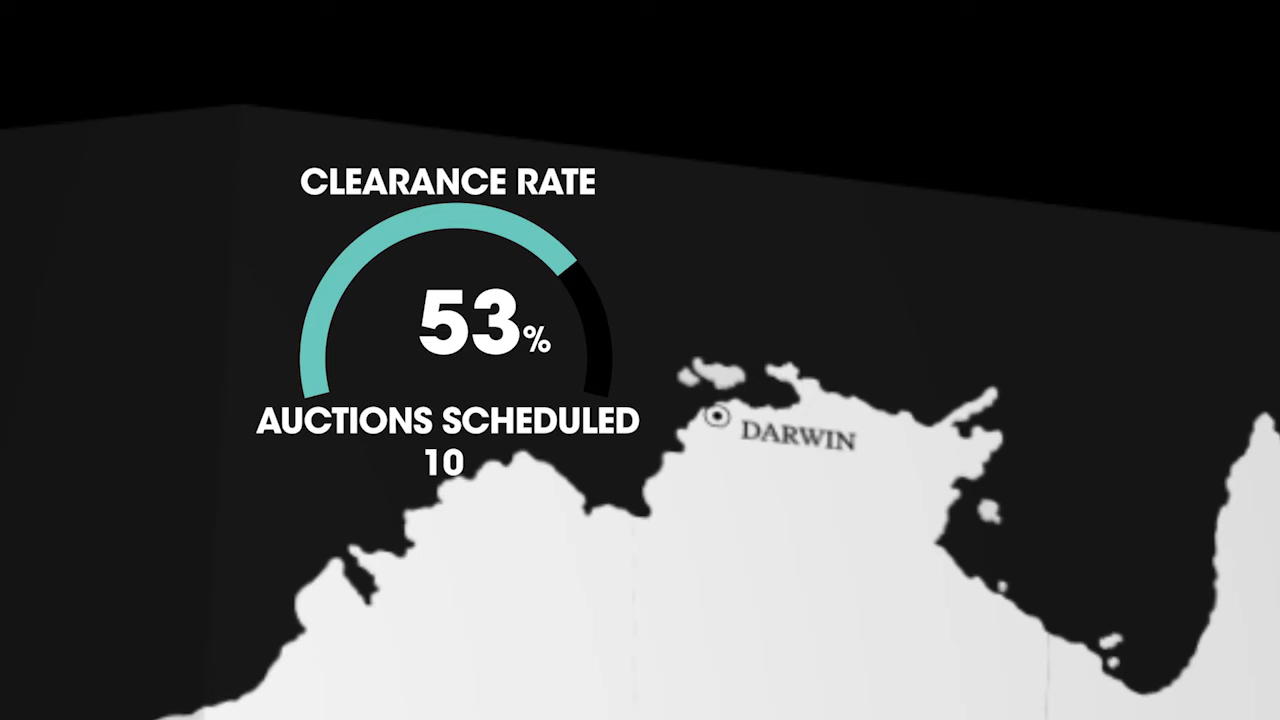 CLEARANCE RATE
53%
AUCTIONS SCHEDULED
10
DARWIN